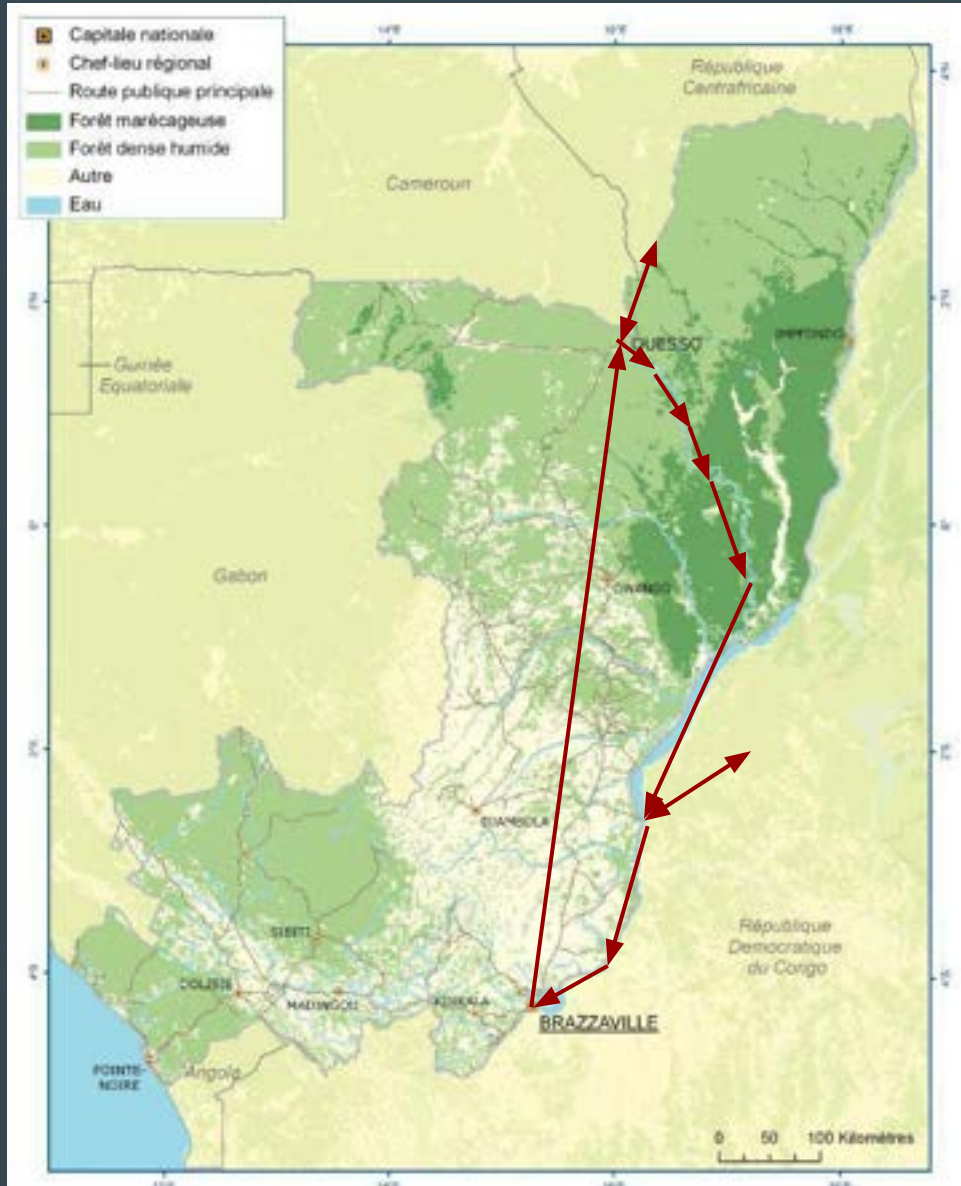 Capitale nationale
Chef-lieu régional
Route publique principale
Forêt marécageuse
Forêt dense humide
Autre
Eau
République
Centrafricaine
Cameroun
Guinée
Equatoriale
OUESSO
IMPFONDO
Gabon
OWANDO
DJAMBOLA
SIBITI
République
Democratique
du Congo
DOLISIE
MADINGOU
KINKALA
BRAZZAVILLE
POINTE-
NOIRE
Angola
0 50 100 Kilomètres